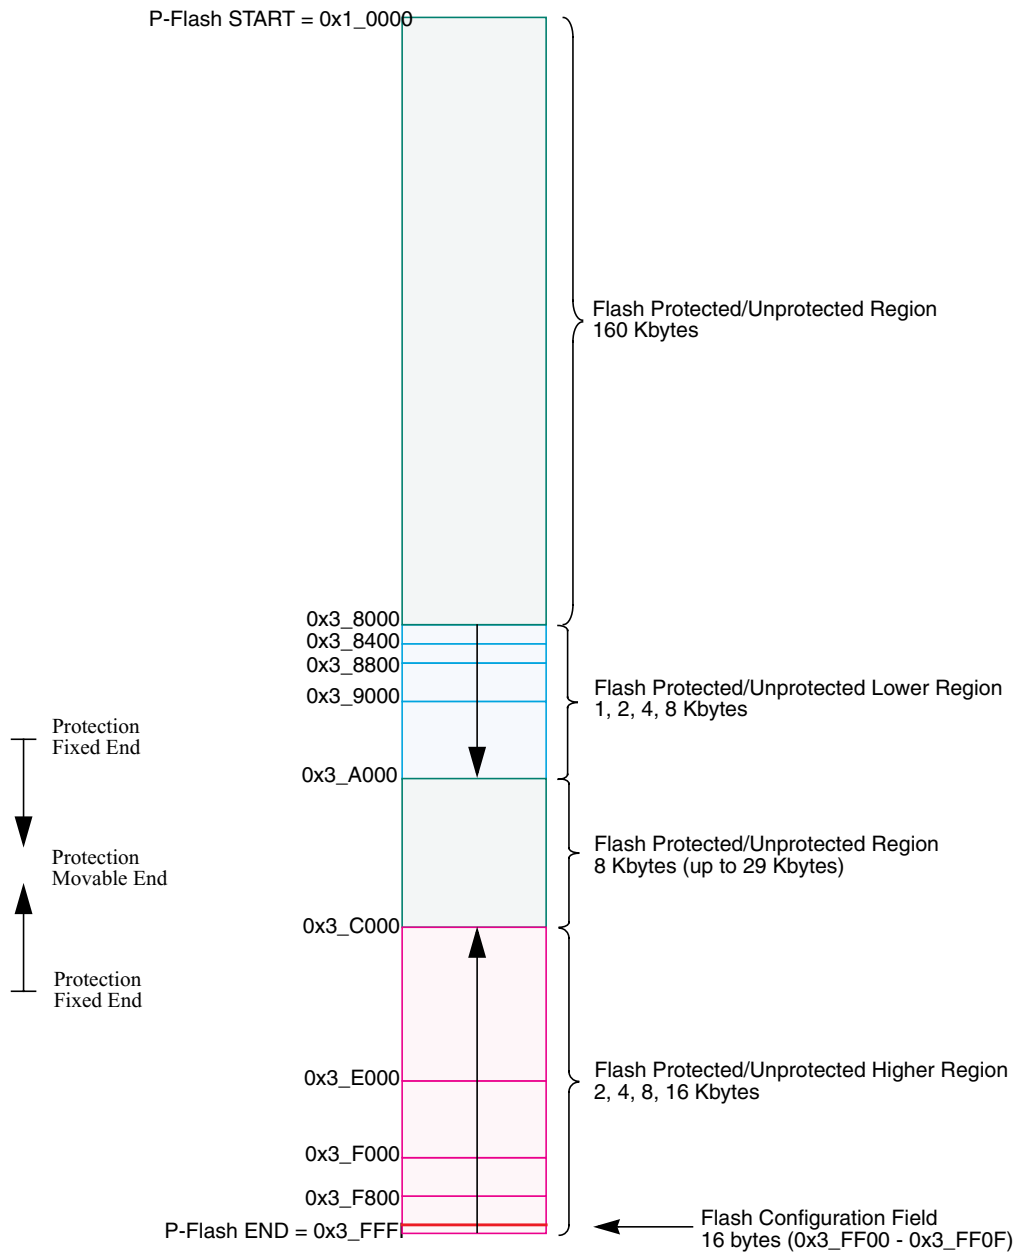 P-Flash START = 0x1_0000
Flash Protected/Unprotected Region
160 Kbytes
0x3_8000
0x3_8400
0x3_8800
0x3_9000
Flash Protected/Unprotected Lower Region
1, 2, 4, 8 Kbytes
Protection
Fixed End
0x3_A000
Protection
Movable End
Flash Protected/Unprotected Region
8 Kbytes (up to 29 Kbytes)
0x3_C000
Protection
Fixed End
0x3_E000
Flash Protected/Unprotected Higher Region
2, 4, 8, 16 Kbytes
0x3_F000
0x3_F800
P-Flash END = 0x3_FFF
Flash Configuration Field
16 bytes (0x3_FF00 - 0x3_FF0F)